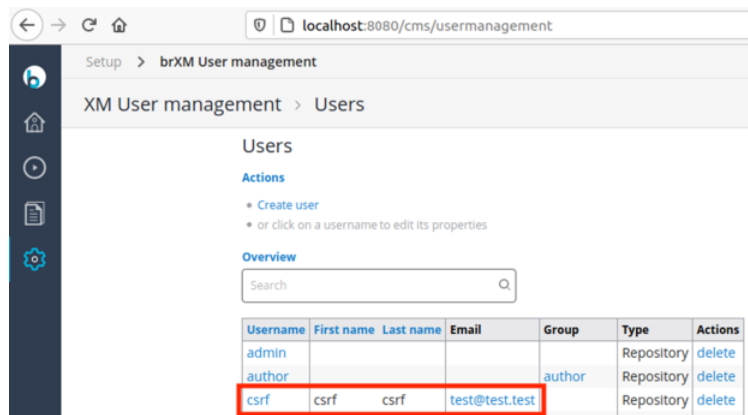 localhost:8080/cms/usermanagement
Setup > brXM User management
XM User management > Users
Users
Actions
Create user
or click on a username to edit its properties
Overview
Search
Username First name Last name Email Group Type Actions
admin Repository delete
author author Repository delete
csrf csrf csrf test@test.test Repository delete